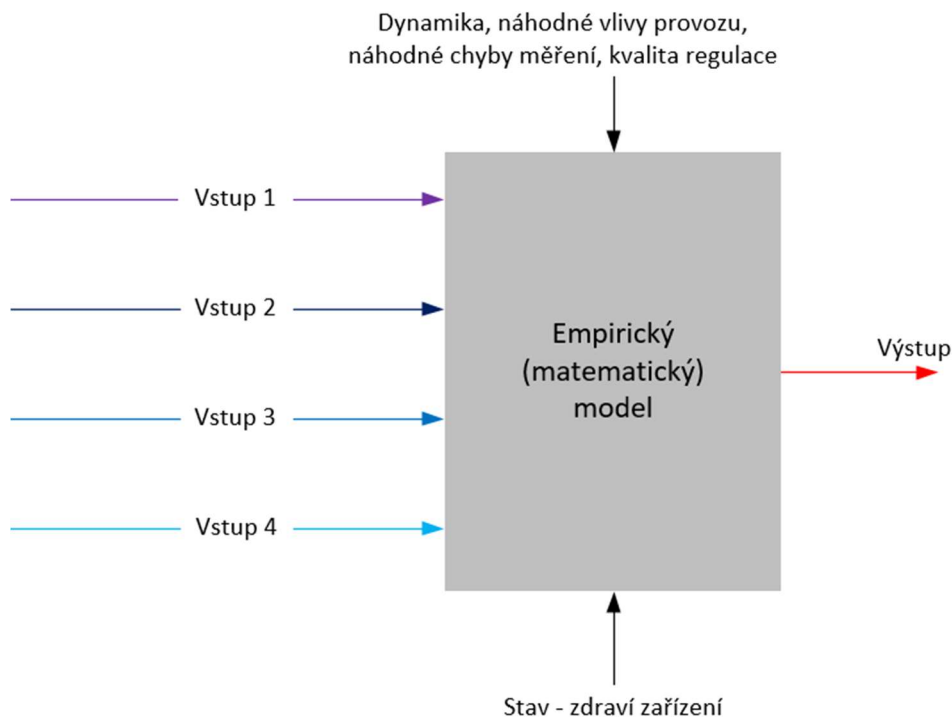 Dynamika, náhodné vlivy provozu,
náhodné chyby měření, kvalita regulace
Vstup 1
Vstup 2
Vstup 3
Vstup 4
Empirický
(matematický)
model
Výstup
Stav - zdraví zařízení